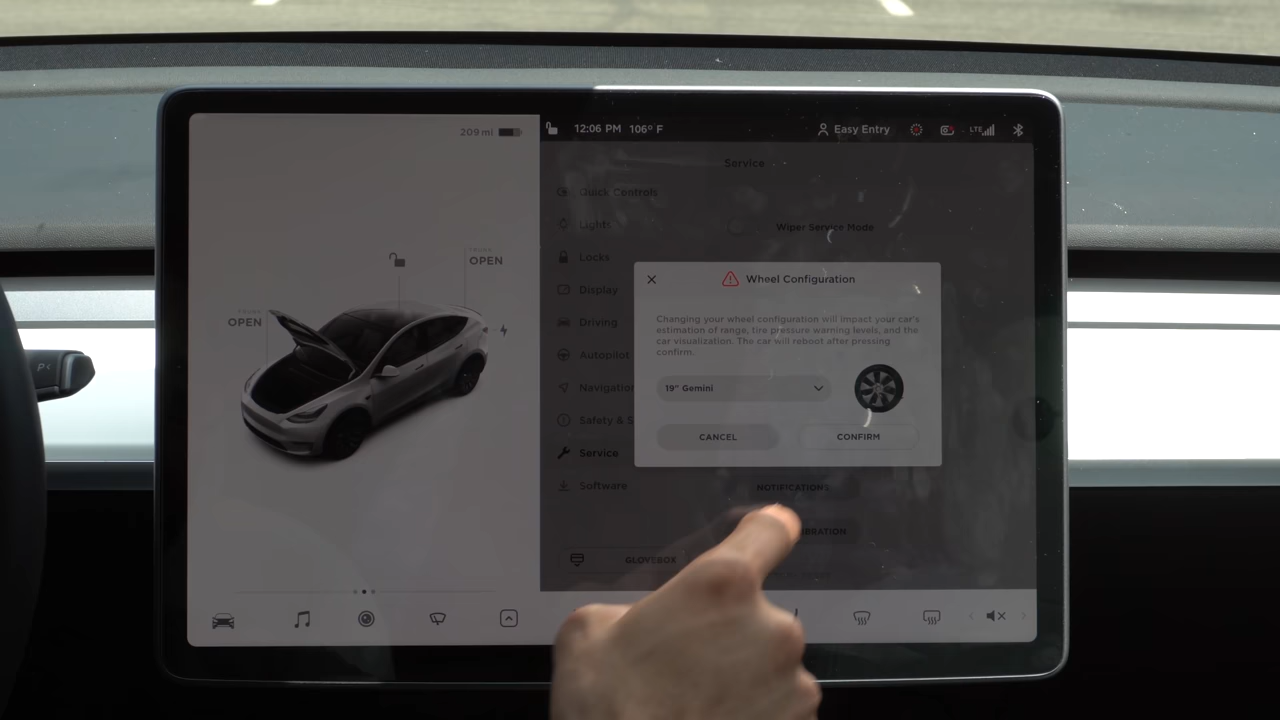 209 mi
12:06 PM 106° F
Easy Entry
LTE
Service
Quick Controls
Lights
Wiper Service Mode
Locks
TRUNK
OPEN
Display
OPEN
Driving
Autopilot
Navigation
Safety & S
Service
Software
Wheel Configuration
Changing your wheel configuration will impact your car's
estimation of range, tire pressure warning levels, and the
car visualization. The car will reboot after pressing
confirm.
19" Gemini
CANCEL
CONFIRM
NOTIFICATIONS
BRATION
GLOVEBOX
P